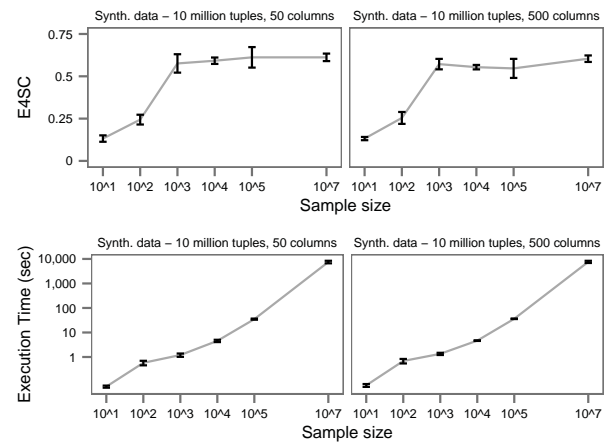 Synth. data − 10 million tuples, 50 columns
Synth. data − 10 million tuples, 500 columns
E4SC
0.75
0.5
0.25
0
10^1 10^2 10^3 10^4 10^5 10^7
10^1 10^2 10^3 10^4 10^5 10^7
Sample size
Synth. data − 10 million tuples, 50 columns
Synth. data − 10 million tuples, 500 columns
Execution Time (sec)
10,000
1,000
100
10
1
10^1 10^2 10^3 10^4 10^5 10^7
10^1 10^2 10^3 10^4 10^5 10^7
Sample size